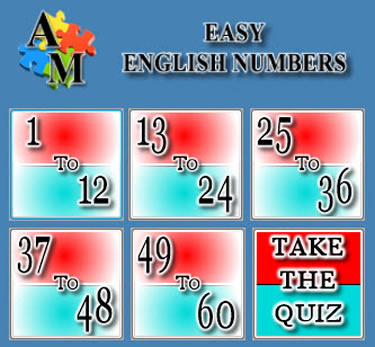 AM
EASY
ENGLISH NUMBERS
1
To
12
13
To
24
25
To
36
37
To
48
49
To
60
TAKE
THE
QUIZ